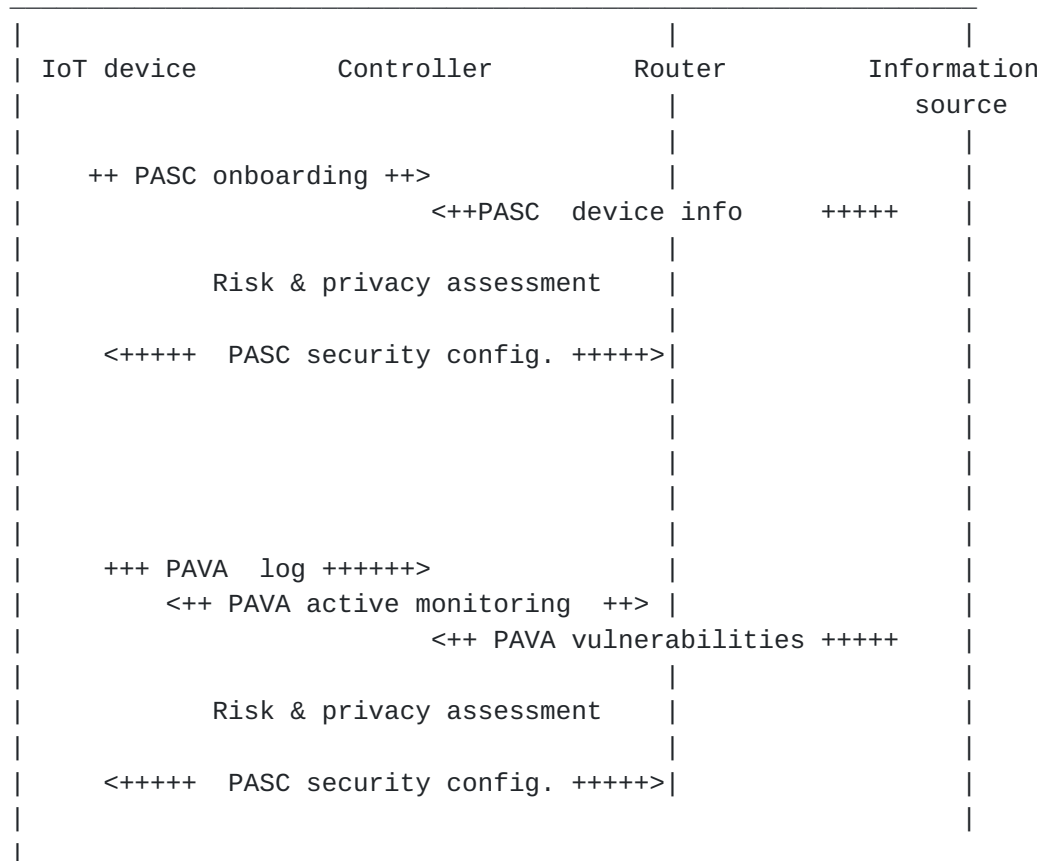 IoT device Controller Router Information
source
++ PASC onboarding ++>
<++PASC device info +++++
Risk & privacy assessment
<+++++ PASC security config. +++++>|
+++ PAVA log ++++++>
<++ PAVA active monitoring ++> |
<++ PAVA vulnerabilities +++++
Risk & privacy assessment
<+++++ PASC security config. +++++>|